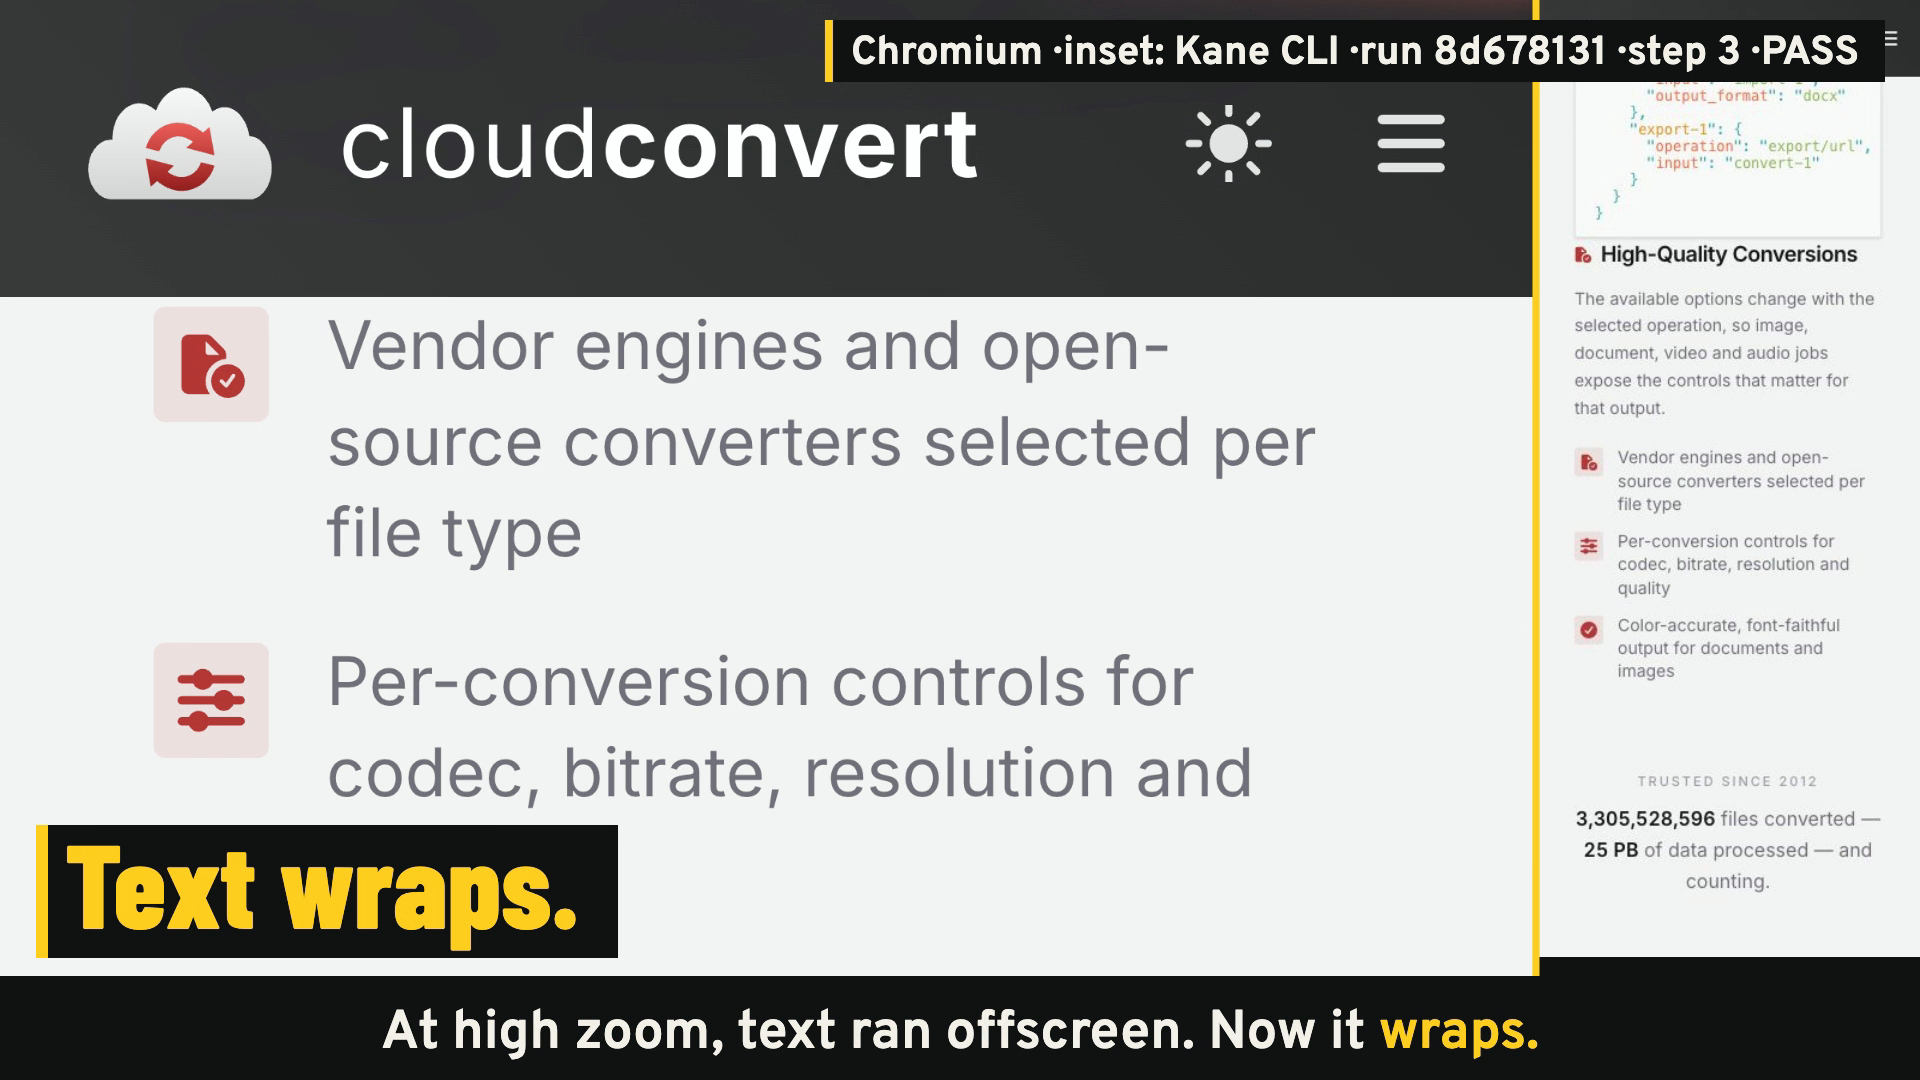 Chromium ·inset: Kane CLI ·run 8d678131 ·step 3 ·PASS
cloudconvert
Vendor engines and open-
source converters selected per
file type
Per-conversion controls for
codec, bitrate, resolution and
Text wraps.
"output_format": "docx"
},
"export-1": {
"operation": "export/url",
"input": "convert-1"
}
}
}
High-Quality Conversions
The available options change with the
selected operation, so image,
document, video and audio jobs
expose the controls that matter for
that output.
Vendor engines and open-
source converters selected per
file type
Per-conversion controls for
codec, bitrate, resolution and
quality
Color-accurate, font-faithful
output for documents and
images
TRUSTED SINCE 2012
3,305,528,596 files converted —
25 PB of data processed — and
counting.
At high zoom, text ran offscreen. Now it wraps.